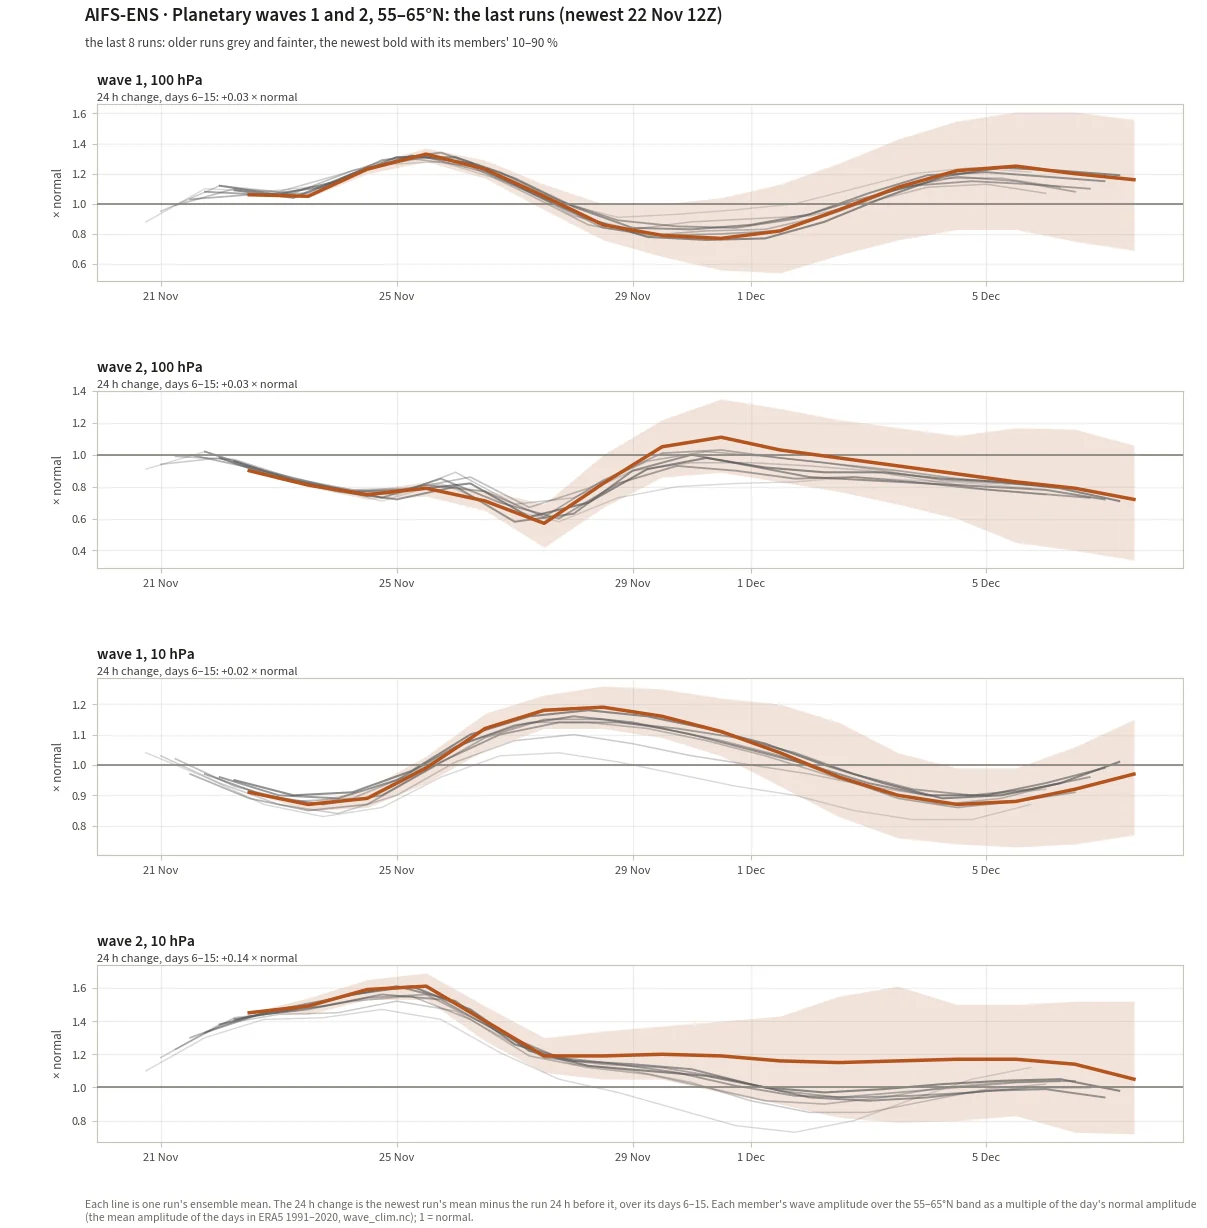 AIFS-ENS · Planetary waves 1 and 2, 55–65°N: the last runs (newest 22 Nov 12Z)
the last 8 runs: older runs grey and fainter, the newest bold with its members' 10–90 %
wave 1, 100 hPa
24 h change, days 6–15: +0.03 × normal
1.6
1.4
1.2
1.0
0.8
0.6
× normal
21 Nov 25 Nov 29 Nov 1 Dec 5 Dec
wave 2, 100 hPa
24 h change, days 6–15: +0.03 × normal
1.4
1.2
1.0
0.8
0.6
0.4
× normal
21 Nov 25 Nov 29 Nov 1 Dec 5 Dec
wave 1, 10 hPa
24 h change, days 6–15: +0.02 × normal
1.2
1.1
1.0
0.9
0.8
× normal
21 Nov 25 Nov 29 Nov 1 Dec 5 Dec
wave 2, 10 hPa
24 h change, days 6–15: +0.14 × normal
1.6
1.4
1.2
1.0
0.8
× normal
21 Nov 25 Nov 29 Nov 1 Dec 5 Dec
Each line is one run's ensemble mean. The 24 h change is the newest run's mean minus the run 24 h before it, over its days 6–15. Each member's wave amplitude over the 55–65°N band as a multiple of the day's normal amplitude
(the mean amplitude of the days in ERA5 1991–2020, wave_clim.nc); 1 = normal.